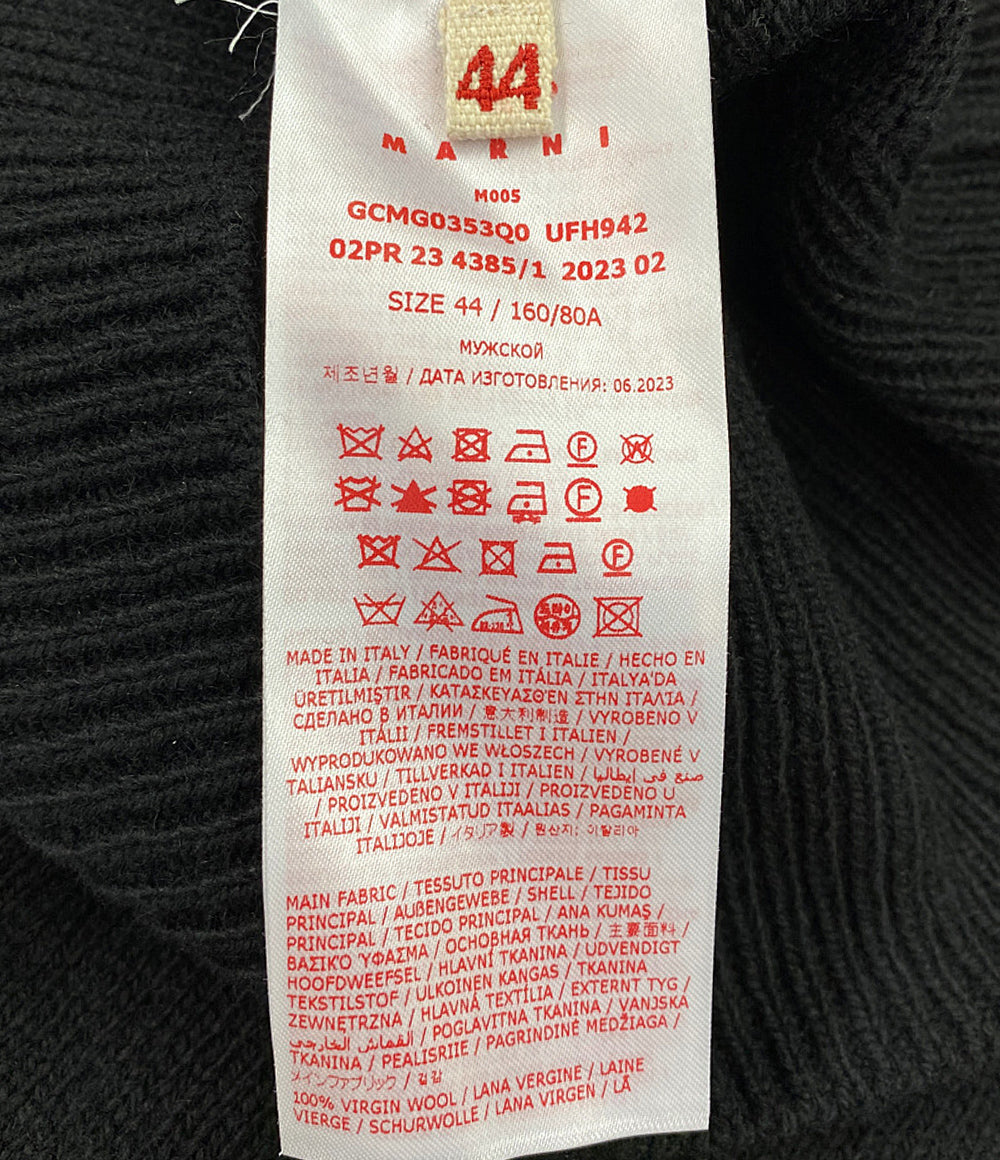 44
MARNI
M005
GCMG0353Q0 UFH942
02PR 23 4385/1 2023 02
SIZE 44 / 160/80A
МУЖСКОЙ
제조년월 / ДАТА ИЗГОТОВЛЕНИЯ: 06.2023
F W
F
F
MADE IN ITALY / FABRIQUÉ EN ITALIE / HECHO EN
ITALIA / FABRICADO EM ITÁLIA / ITALYA'DA
ÜRETILMIŞTIR / ΚΑΤΑΣΚΕΥΑΣΘ'ΕΝ ΣΤΗΝ ΙΤΑΛΊΑ /
СДЕЛАНО В ИТАЛИИ / 意大利制造 / VYROBENO V
ITÁLII / FREMSTILLET I ITALIEN /
WYPRODUKOWANO WE WŁOSZECH / VYROBENÉ V
TALIANSKU / TILLVERKAD I ITALIEN / صنع في إيطاليا
/ PROIZVEDENO V ITALIJI / PROIZVEDENO U
ITALIJI / VALMISTATUD ITAALIAS / PAGAMINTA
ITALIJOJE / イタリア製 / 원산지: 이탈리아
MAIN FABRIC / TESSUTO PRINCIPALE / TISSU
PRINCIPAL / AUßENGEWEBE / SHELL / TEJIDO
PRINCIPAL / TECIDO PRINCIPAL / ANA KUMAŞ /
ΒΑΣΙΚΟ ΎΦΑΣΜΑ / ОСНОВНАЯ ТКАНЬ / 主要面料 /
HOOFDWEEFSEL / HLAVNÍ TKANINA / UDVENDIGT
TEKSTILSTOF / ULKOINEN KANGAS / TKANINA
ZEWNĘTRZNA / HLAVNÁ TEXTÍLIA / EXTERNT TYG /
القماش الخارجي / POGLAVITNA TKANINA / VANJSKA
TKANINA / PEALISRIIE / PAGRINDINĖ MEDŽIAGA /
メインファブリック / 겉감
100% VIRGIN WOOL / LANA VERGINE / LAINE
VIERGE / SCHURWOLLE / LANA VIRGEN / LÃ